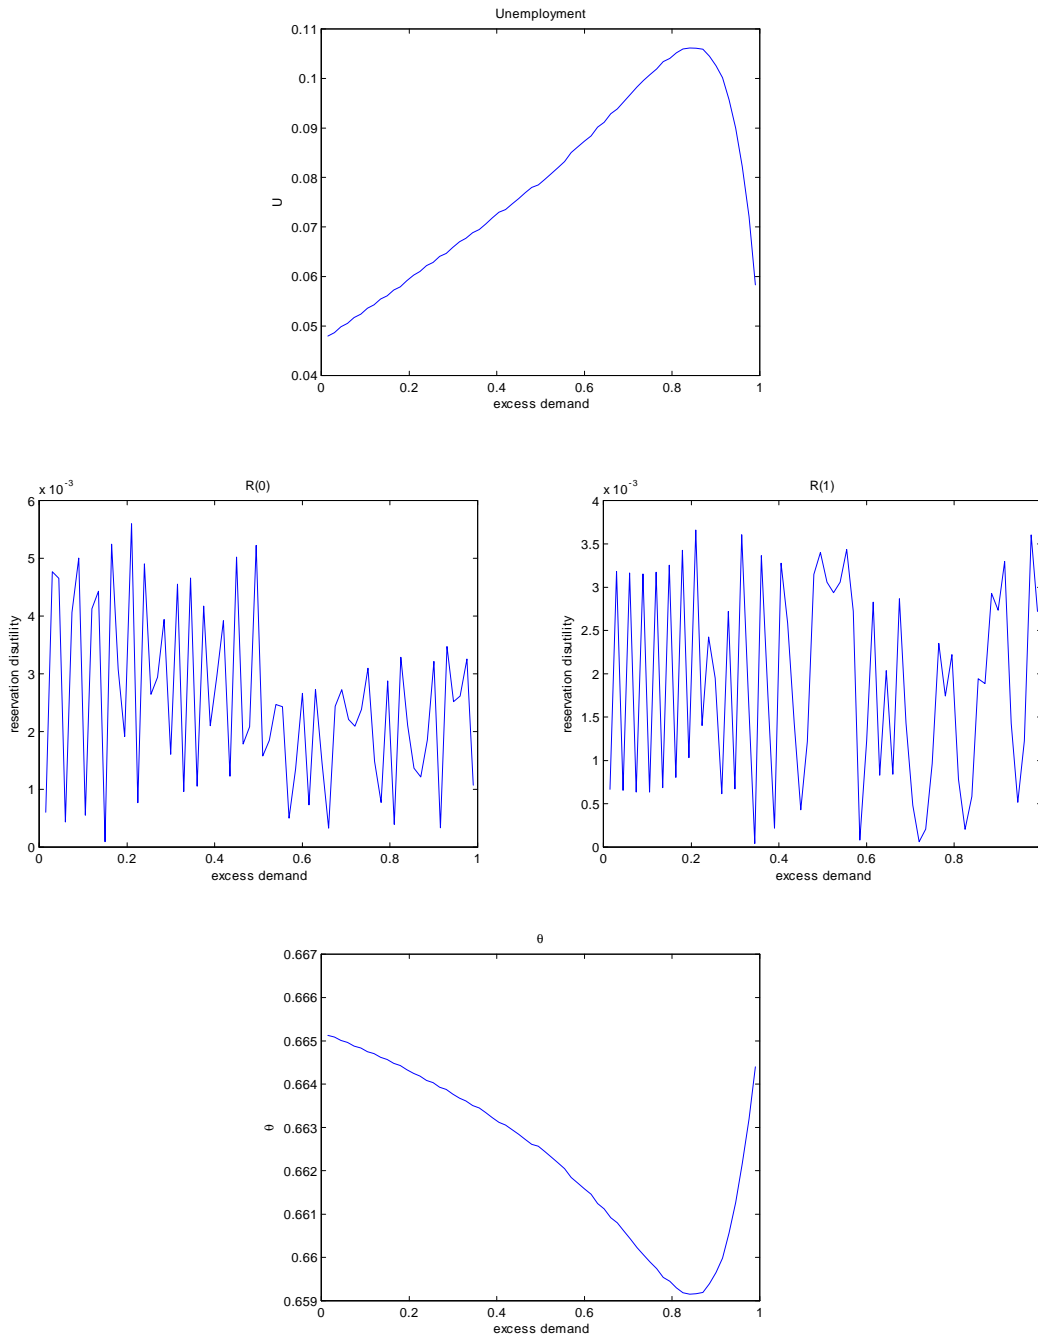 Unemployment
0.11
0.1
0.09
0.08
0.07
0.06
0.05
0.04
U
0 0.2 0.4 0.6 0.8 1
excess demand
x 10^-3
R(0)
6
5
4
3
2
1
0
reservation disutility
0 0.2 0.4 0.6 0.8 1
excess demand
x 10^-3
R(1)
4
3.5
3
2.5
2
1.5
1
0.5
0
reservation disutility
0 0.2 0.4 0.6 0.8
excess demand
θ
0.667
0.666
0.665
0.664
0.663
0.662
0.661
0.66
0.659
θ
0 0.2 0.4 0.6 0.8 1
excess demand